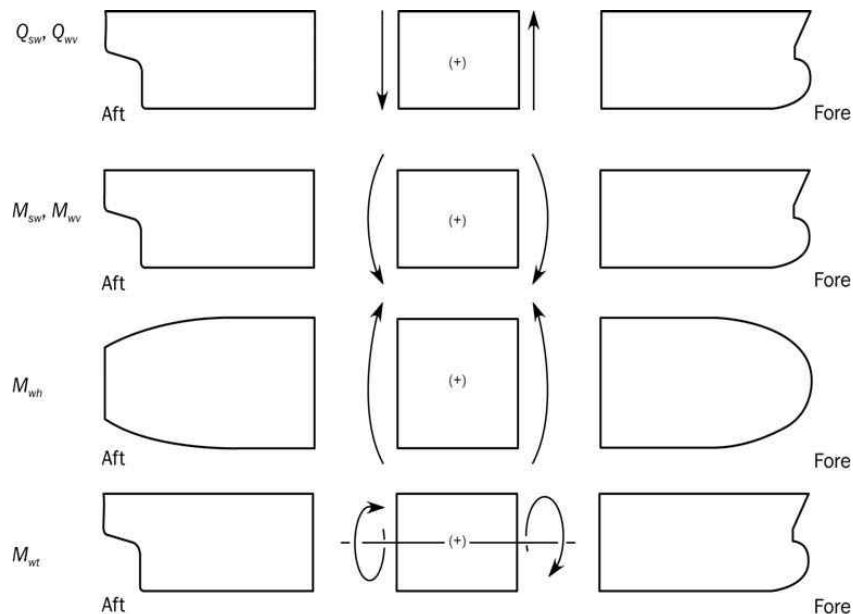 Q_sw, Q_wv
(+)
Aft
Fore
M_sw, M_wv
(+)
Aft
Fore
M_wh
(+)
Aft
Fore
M_wt
(+)
Aft
Fore